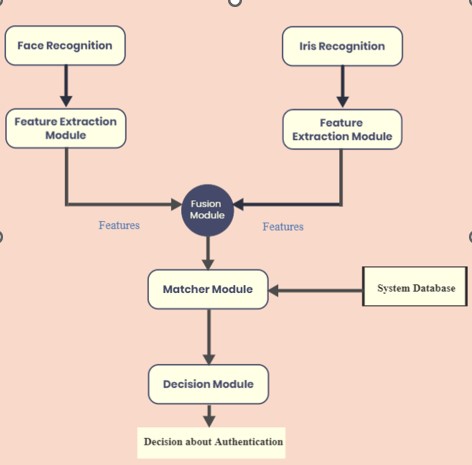 Face Recognition
Iris Recognition
Feature Extraction
Module
Feature
Extraction Module
Fusion
Module
Features
Features
Matcher Module
System Database
Decision Module
Decision about Authentication